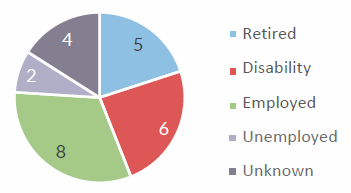 4
5
2
6
8
Retired
Disability
Employed
Unemployed
Unknown